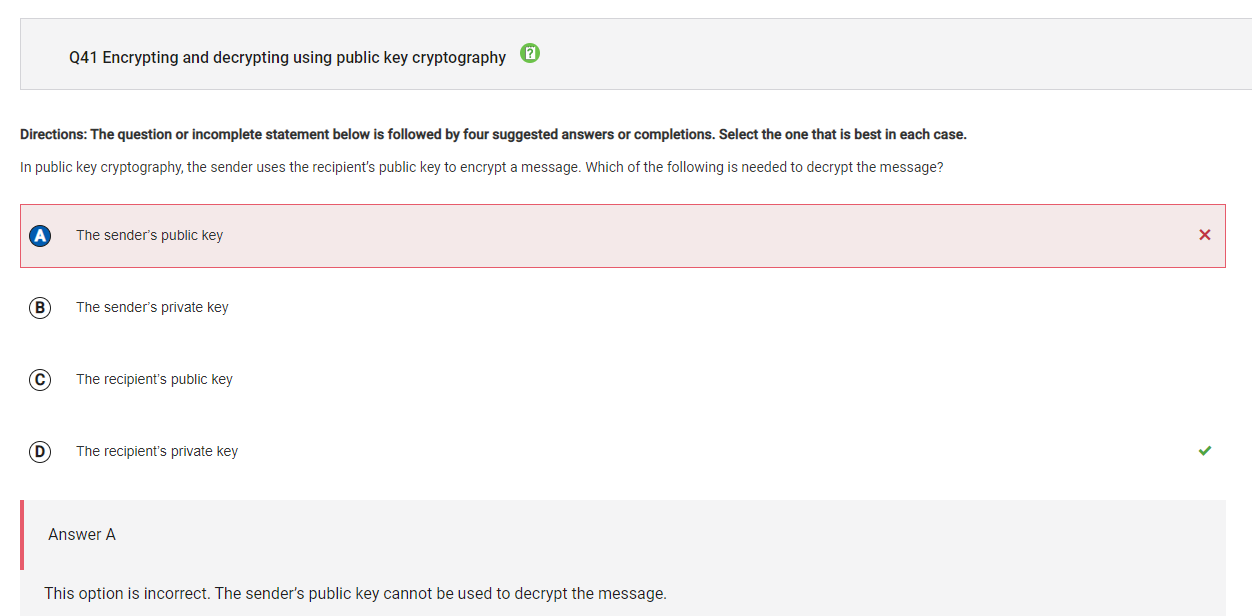 Q41 Encrypting and decrypting using public key cryptography
Directions: The question or incomplete statement below is followed by four suggested answers or completions. Select the one that is best in each case.
In public key cryptography, the sender uses the recipient's public key to encrypt a message. Which of the following is needed to decrypt the message?
A The sender's public key
B The sender's private key
C The recipient's public key
D The recipient's private key
Answer A
This option is incorrect. The sender's public key cannot be used to decrypt the message.